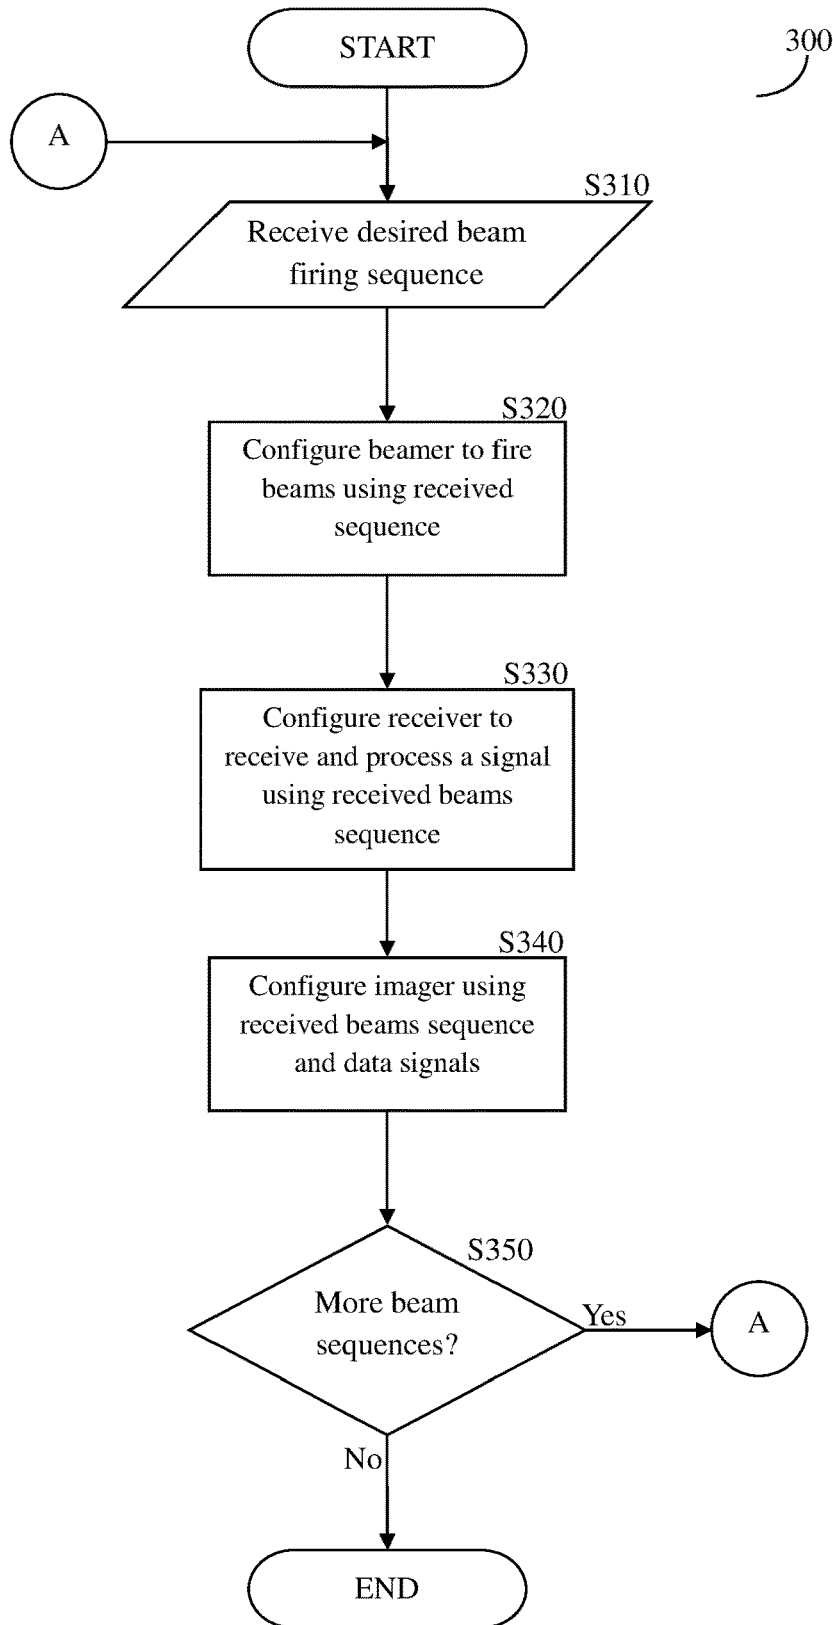 START
300
A
S310
Receive desired beam
firing sequence
S320
Configure beamer to fire
beams using received
sequence
S330
Configure receiver to
receive and process a signal
using received beams
sequence
S340
Configure imager using
received beams sequence
and data signals
S350
More beam
sequences?
Yes
A
No
END